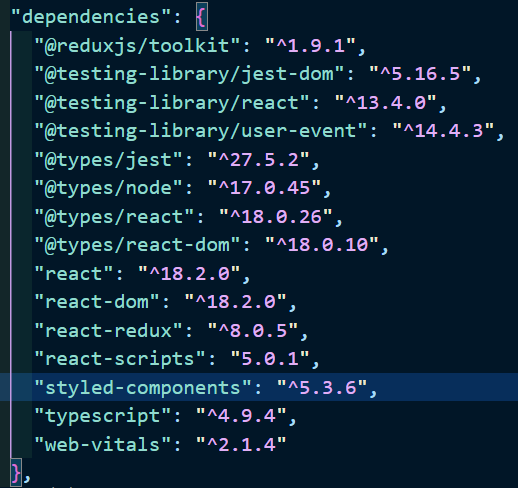 "dependencies": {
"@reduxjs/toolkit": "^1.9.1",
"@testing-library/jest-dom": "^5.16.5",
"@testing-library/react": "^13.4.0",
"@testing-library/user-event": "^14.4.3",
"@types/jest": "^27.5.2",
"@types/node": "^17.0.45",
"@types/react": "^18.0.26",
"@types/react-dom": "^18.0.10",
"react": "^18.2.0",
"react-dom": "^18.2.0",
"react-redux": "^8.0.5",
"react-scripts": "5.0.1",
"styled-components": "^5.3.6",
"typescript": "^4.9.4",
"web-vitals": "^2.1.4"
},